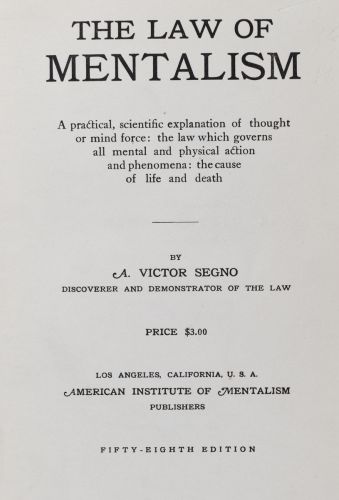 THE LAW OF
MENTALISM
A practical, scientific explanation of thought
or mind force: the law which governs
all mental and physical action
and phenomena: the cause
of life and death
BY
A. VICTOR SEGNO
DISCOVERER AND DEMONSTRATOR OF THE LAW
PRICE $3.00
LOS ANGELES, CALIFORNIA, U. S. A.
AMERICAN INSTITUTE OF MENTALISM
PUBLISHERS
FIFTY-EIGHTH EDITION